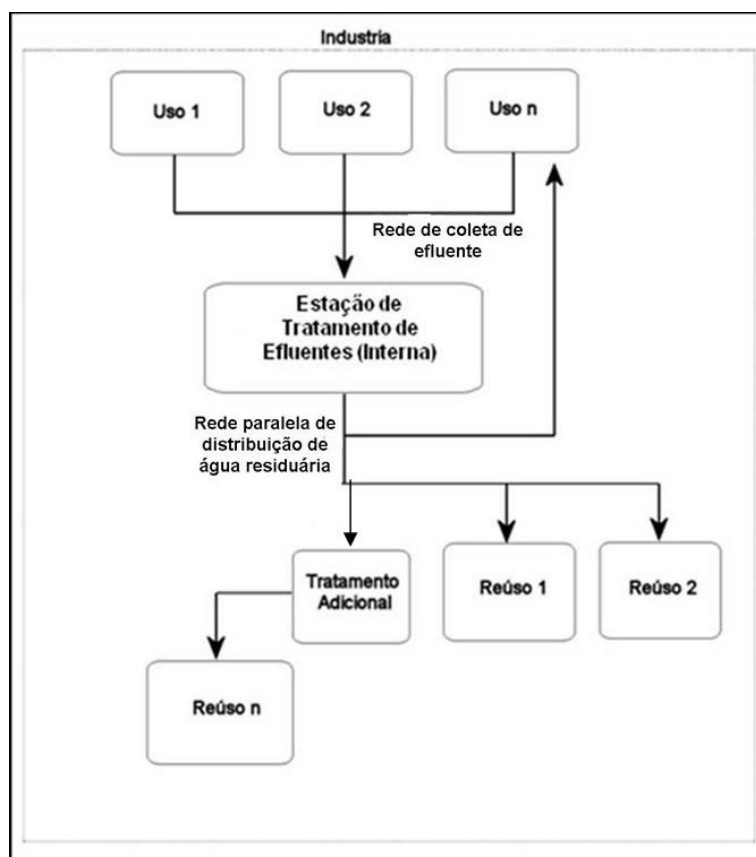 Industria
Uso 1
Uso 2
Uso n
Rede de coleta de
efluente
Estação de
Tratamento de
Efluentes (Interna)
Rede paralela de
distribuição de
água residuária
Tratamento
Adicional
Reúso 1
Reúso 2
Reúso n